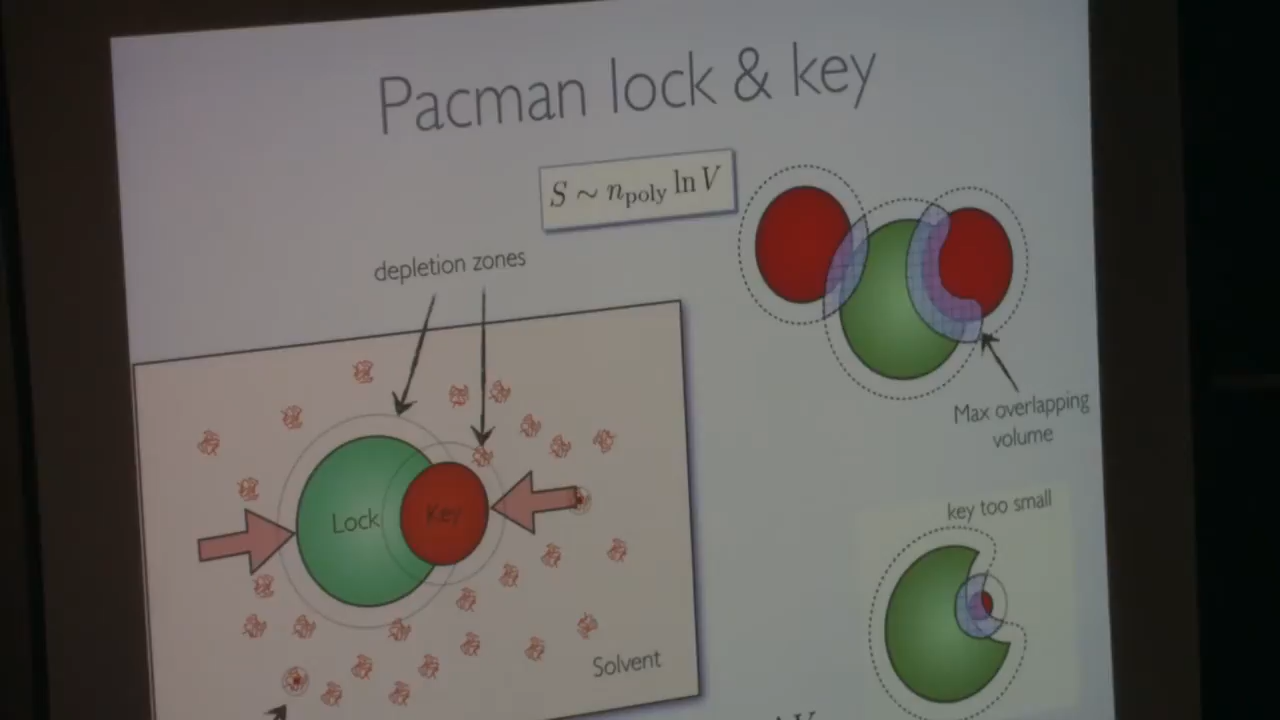 Pacman lock & key
S ~ n_poly ln V
depletion zones
Max overlapping
volume
Lock
Key
key too small
Solvent